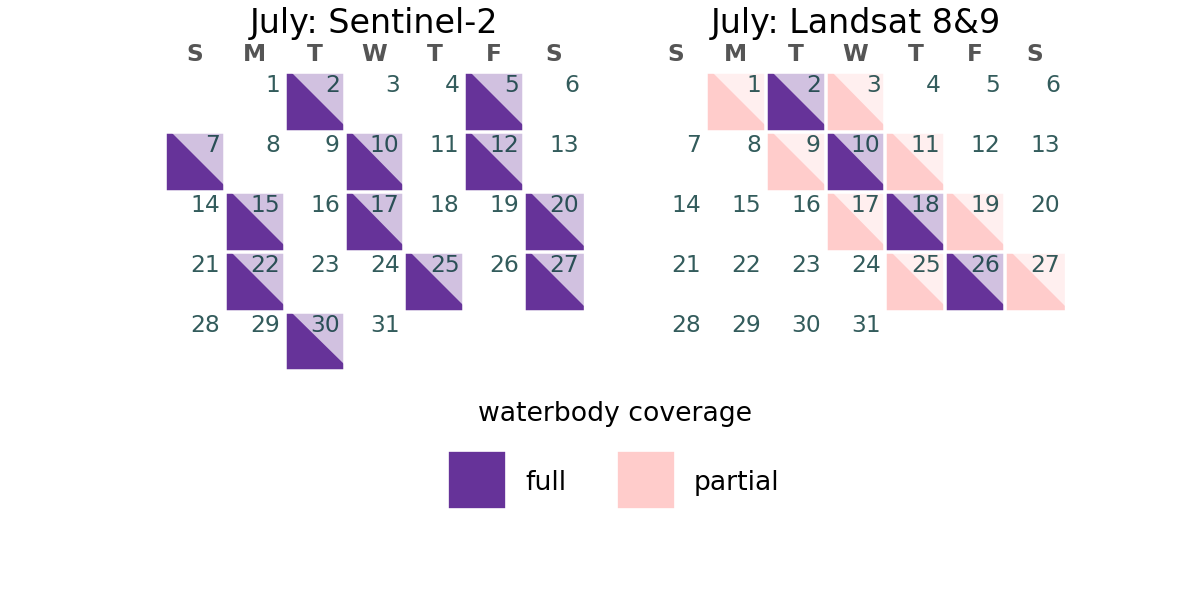 July: Sentinel-2
S M T W T F S
1 2 3 4 5 6
7 8 9 10 11 12 13
14 15 16 17 18 19 20
21 22 23 24 25 26 27
28 29 30 31
July: Landsat 8&9
S M T W T F S
1 2 3 4 5 6
7 8 9 10 11 12 13
14 15 16 17 18 19 20
21 22 23 24 25 26 27
28 29 30 31
waterbody coverage
full partial